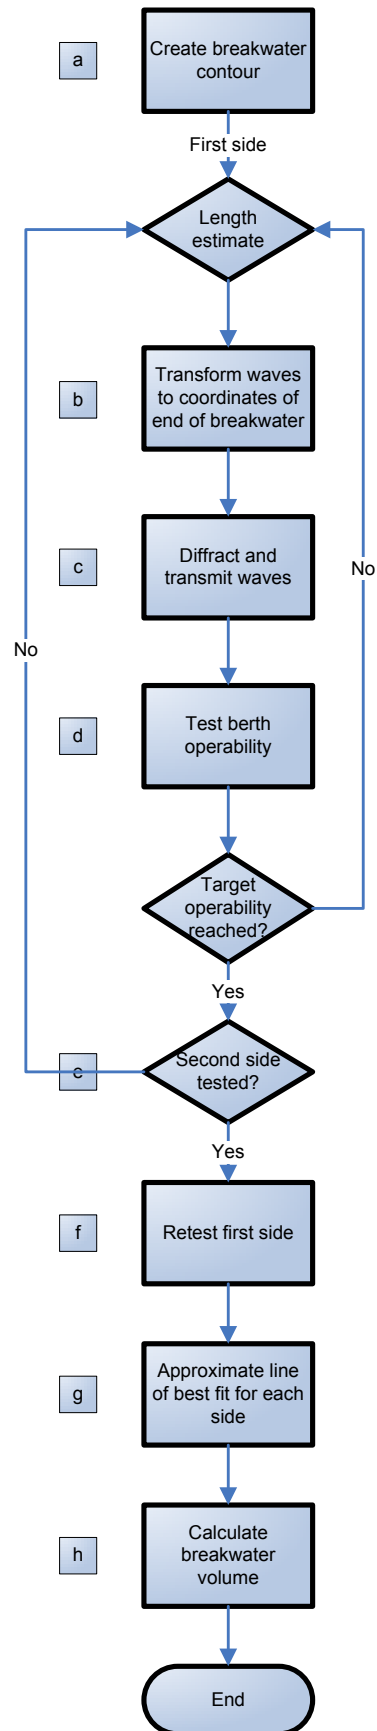 a
Create breakwater
contour
First side
Length
estimate
b
Transform waves
to coordinates of
end of breakwater
c
Diffract and
transmit waves
No
No
d
Test berth
operability
Target
operability
reached?
Yes
e
Second side
tested?
Yes
f
Retest first side
g
Approximate line
of best fit for each
side
h
Calculate
breakwater
volume
End